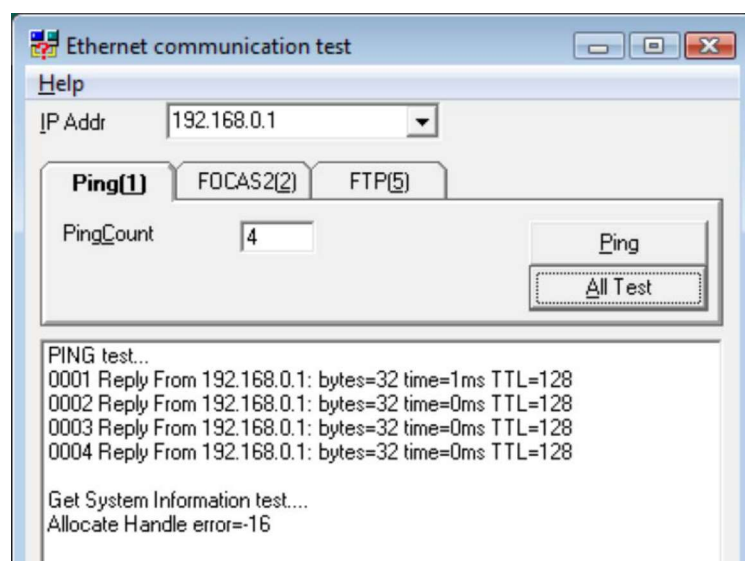 Ethernet communication test
Help
IP Addr 192.168.0.1
Ping(1) FOCAS2(2) FTP(5)
PingCount 4
Ping
All Test
PING test...
0001 Reply From 192.168.0.1: bytes=32 time=1ms TTL=128
0002 Reply From 192.168.0.1: bytes=32 time=0ms TTL=128
0003 Reply From 192.168.0.1: bytes=32 time=0ms TTL=128
0004 Reply From 192.168.0.1: bytes=32 time=0ms TTL=128
Get System Information test....
Allocate Handle error=-16